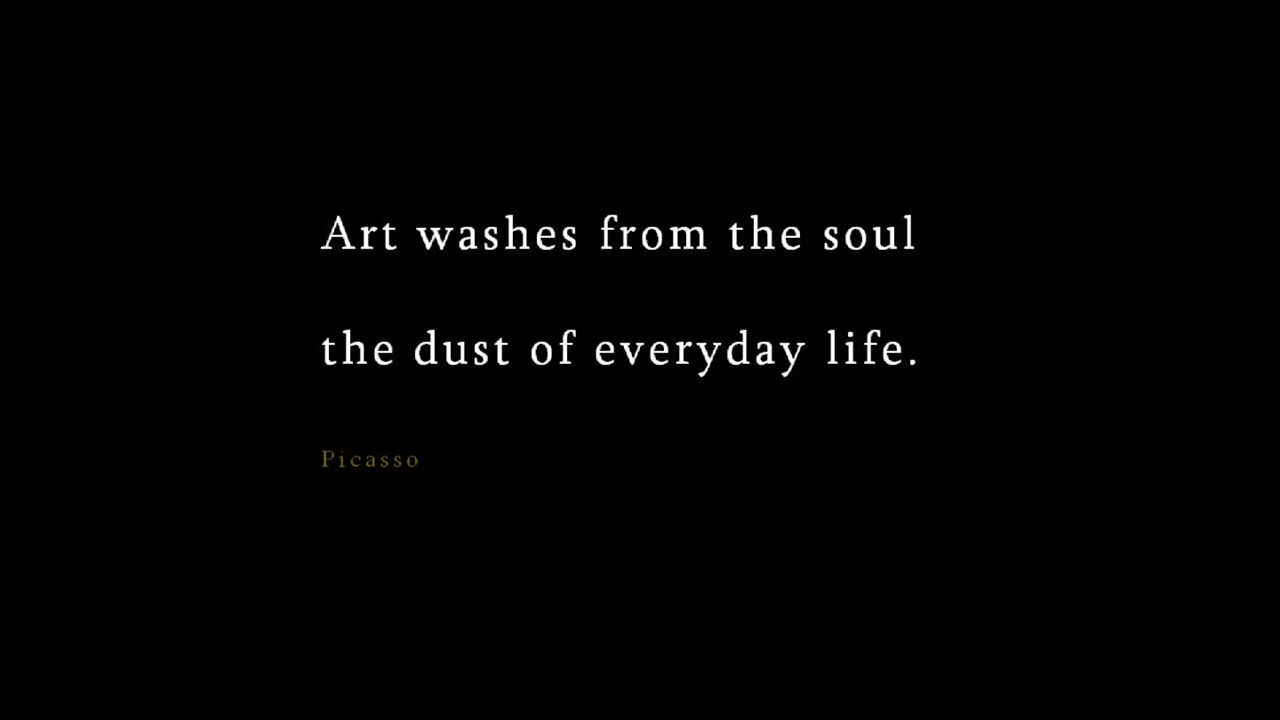 Art washes from the soul
the dust of everyday life.
Picasso